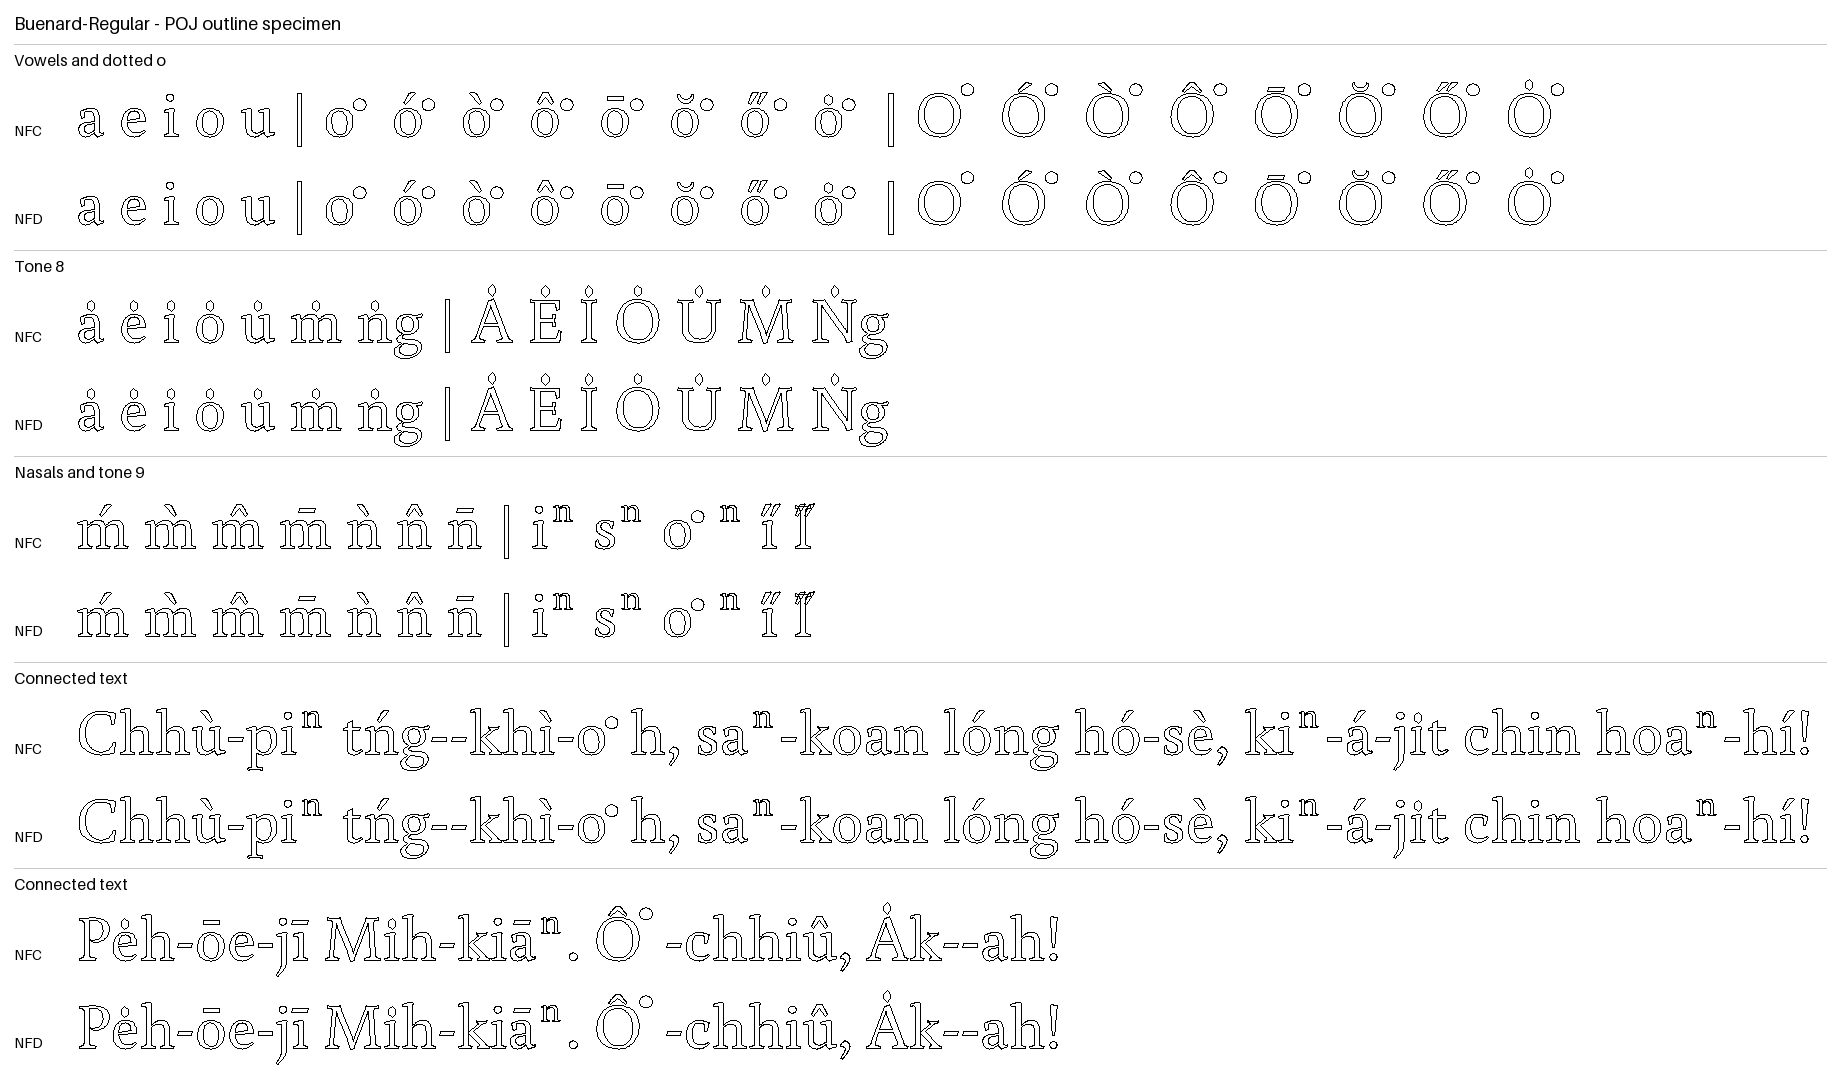 Buenard-Regular - POJ outline specimen
Vowels and dotted o
NFC a e i o u | o͘ ó͘ ò͘ ô͘ ō͘ ŏ͘ ő͘ o̍͘ | O͘ Ó͘ Ò͘ Ô͘ Ō͘ Ŏ͘ Ő͘ O̍͘
NFD a e i o u | o͘ ó͘ ò͘ ô͘ ō͘ ŏ͘ ő͘ o̍͘ | O͘ Ó͘ Ò͘ Ô͘ Ō͘ Ŏ͘ Ő͘ O̍͘
Tone 8
NFC a̍ e̍ i̍ o̍ u̍ m̍ n̍g | A̍ E̍ I̍ O̍ U̍ M̍ N̍g
NFD a̍ e̍ i̍ o̍ u̍ m̍ n̍g | A̍ E̍ I̍ O̍ U̍ M̍ N̍g
Nasals and tone 9
NFC ḿ m̀ m̂ m̄ ǹ n̂ n̄ | iⁿ sⁿ o͘ⁿ i̋ I̋
NFD ḿ m̀ m̂ m̄ ǹ n̂ n̄ | iⁿ sⁿ o͘ⁿ i̋ I̋
Connected text
NFC Chhù-piⁿ tńg--khì-o͘h, saⁿ-koan lóng hó-sè, kiⁿ-á-ji̍t chin hoaⁿ-hí!
NFD Chhù-piⁿ tńg--khì-o͘h, saⁿ-koan lóng hó-sè, kiⁿ-á-ji̍t chin hoaⁿ-hí!
Connected text
NFC Pe̍h-ōe-jī Mih-kiāⁿ. Ô͘-chhiû, A̍k--ah!
NFD Pe̍h-ōe-jī Mih-kiāⁿ. Ô͘-chhiû, A̍k--ah!